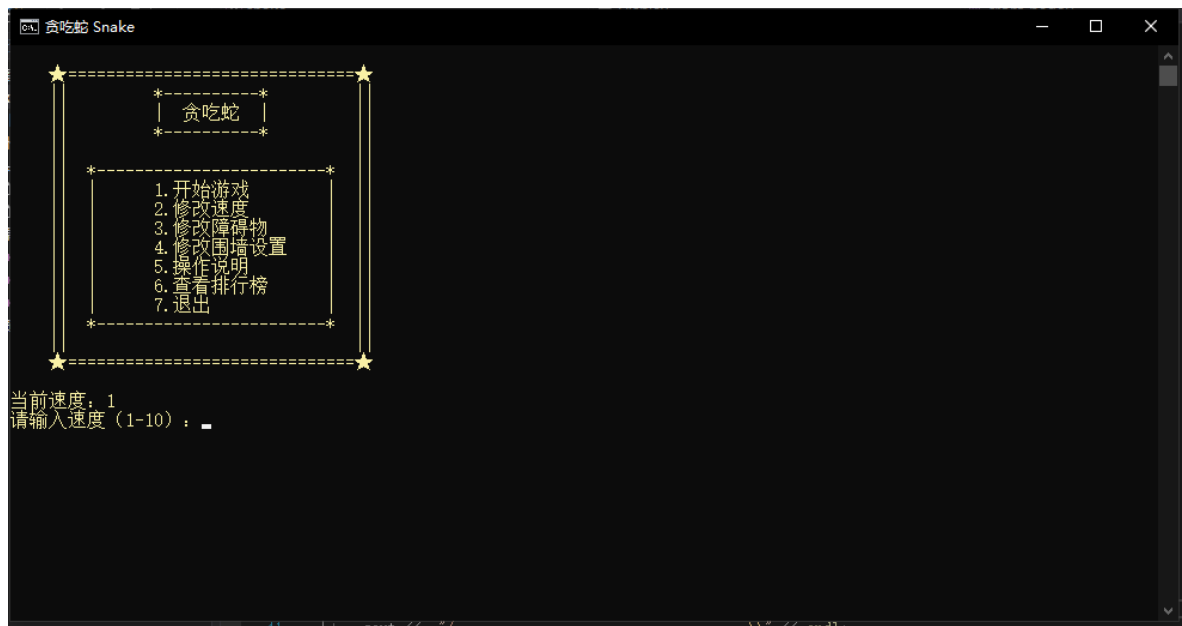 贪吃蛇 Snake
★==============================★
*----------*
| 贪吃蛇 |
*----------*
*------------------------*
1.开始游戏
2.修改速度
3.修改障碍物
4.修改围墙设置
5.操作说明
6.查看排行榜
7.退出
*------------------------*
★==============================★
当前速度：1
请输入速度（1-10）：